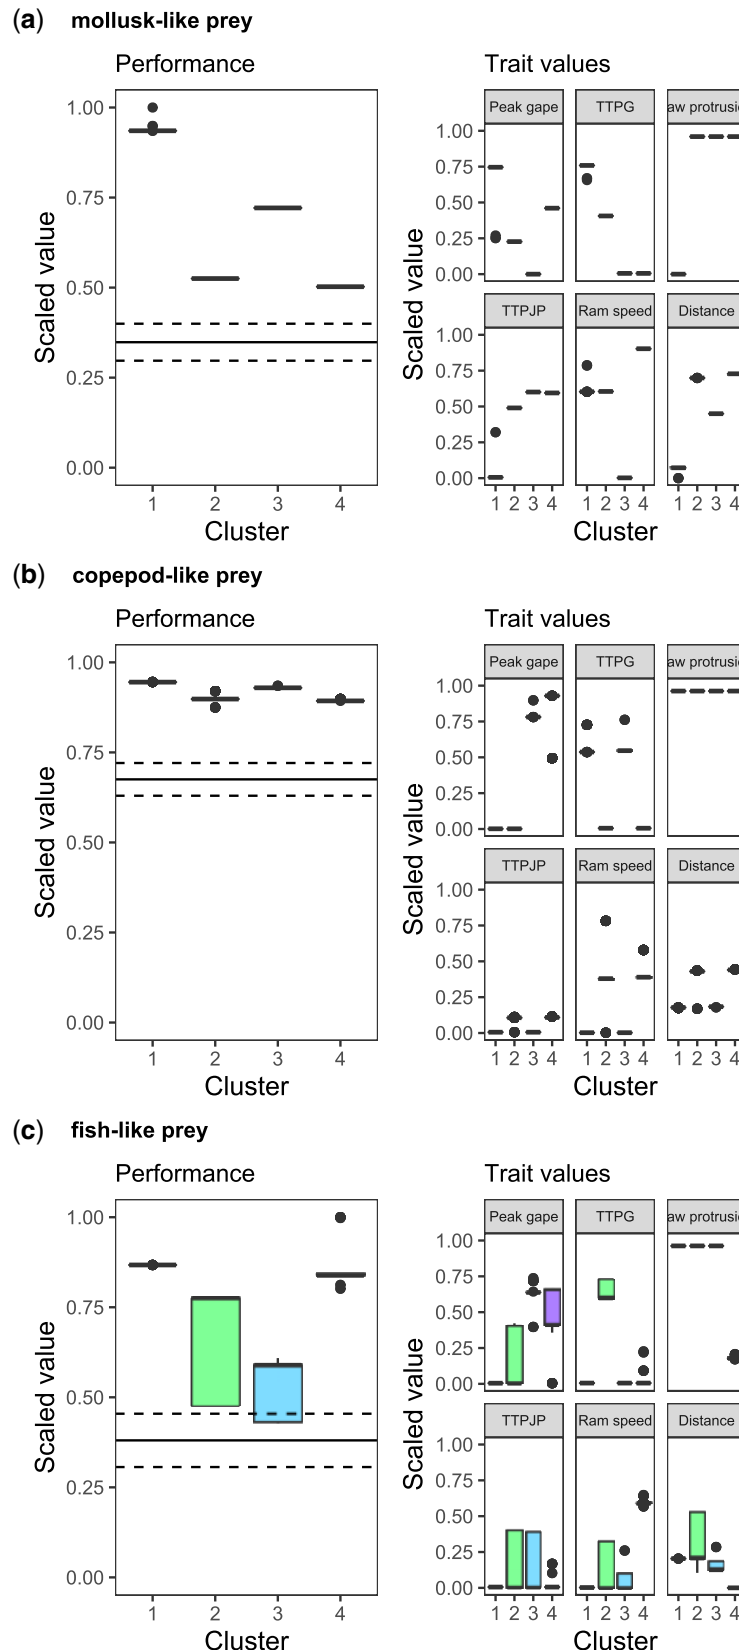 (a) mollusk-like prey
Performance
Trait values
Scaled value
1.00
0.75
0.50
0.25
0.00
1 2 3 4
Cluster
Scaled value
Peak gape TTPG aw protrusi
1.00
0.75
0.50
0.25
0.00
TTPJP Ram speed Distance
1.00
0.75
0.50
0.25
0.00
1 2 3 4 1 2 3 4 1 2 3 4
Cluster
(b) copepod-like prey
Performance
Trait values
Scaled value
1.00
0.75
0.50
0.25
0.00
1 2 3 4
Cluster
Scaled value
Peak gape TTPG aw protrusi
1.00
0.75
0.50
0.25
0.00
TTPJP Ram speed Distance
1.00
0.75
0.50
0.25
0.00
1 2 3 4 1 2 3 4 1 2 3 4
Cluster
(c) fish-like prey
Performance
Trait values
Scaled value
1.00
0.75
0.50
0.25
0.00
1 2 3 4
Cluster
Scaled value
Peak gape TTPG aw protrusi
1.00
0.75
0.50
0.25
0.00
TTPJP Ram speed Distance
1.00
0.75
0.50
0.25
0.00
1 2 3 4 1 2 3 4 1 2 3 4
Cluster